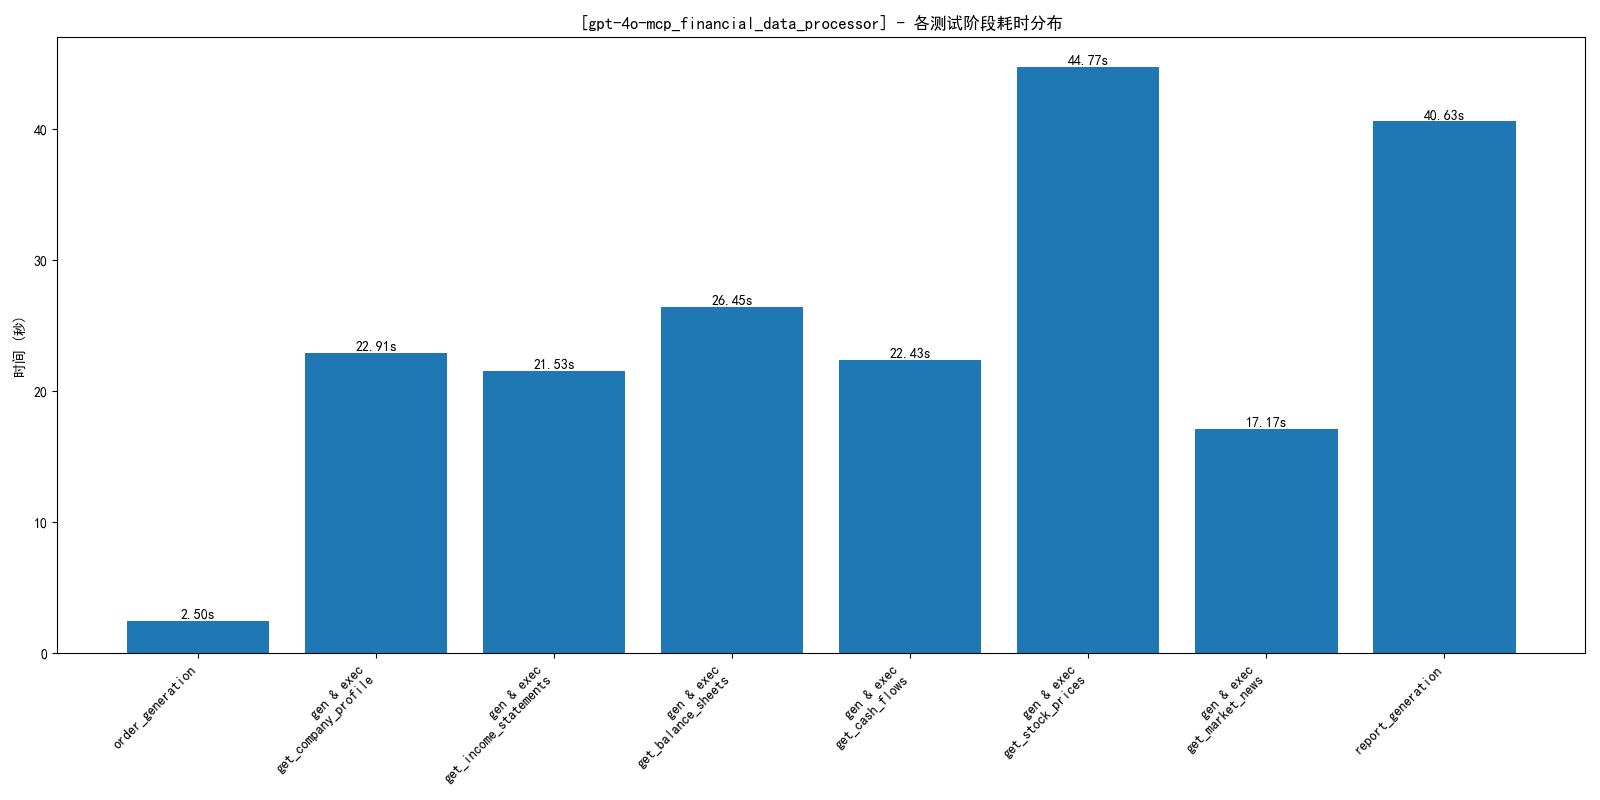 [gpt-4o-mcp_financial_data_processor] - 各测试阶段耗时分布
时间 (秒)
40
30
20
10
0
2.50s
22.91s
21.53s
26.45s
22.43s
44.77s
17.17s
40.63s
order_generation
gen & exec
get_company_profile
gen & exec
get_income_statements
gen & exec
get_balance_sheets
gen & exec
get_cash_flows
gen & exec
get_stock_prices
gen & exec
get_market_news
report_generation